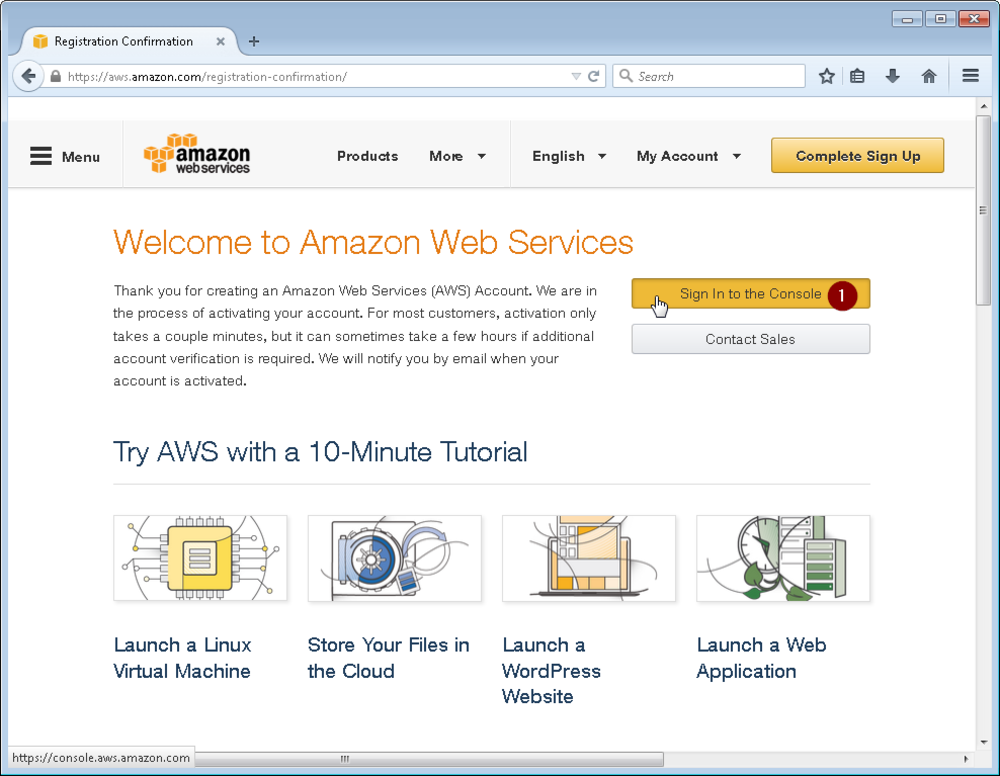 Registration Confirmation
https://aws.amazon.com/registration-confirmation/
Search
Menu
amazon
webservices
Products
More
English
My Account
Complete Sign Up
Welcome to Amazon Web Services
Thank you for creating an Amazon Web Services (AWS) Account. We are in
the process of activating your account. For most customers, activation only
takes a couple minutes, but it can sometimes take a few hours if additional
account verification is required. We will notify you by email when your
account is activated.
Sign In to the Console
1
Contact Sales
Try AWS with a 10-Minute Tutorial
Launch a Linux
Virtual Machine
Store Your Files in
the Cloud
Launch a
WordPress
Website
Launch a Web
Application
https://console.aws.amazon.com